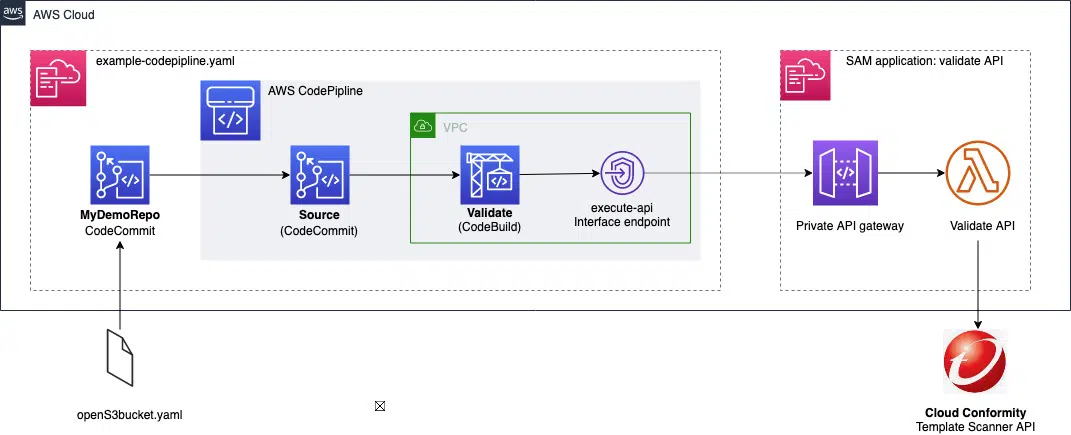 aws
AWS Cloud
example-codepipline.yaml
SAM application: validate API
AWS CodePipline
VPC
MyDemoRepo
CodeCommit
Source
(CodeCommit)
Validate
(CodeBuild)
execute-api
Interface endpoint
Private API gateway
Validate API
openS3bucket.yaml
Cloud Conformity
Template Scanner API